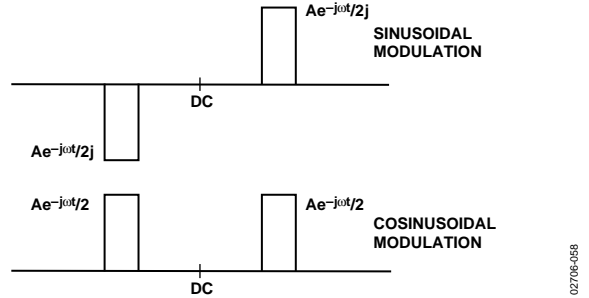 Ae–jωt/2j
SINUSOIDAL
MODULATION
DC
Ae–jωt/2j
Ae–jωt/2
Ae–jωt/2
COSINUSOIDAL
MODULATION
DC
02706-058